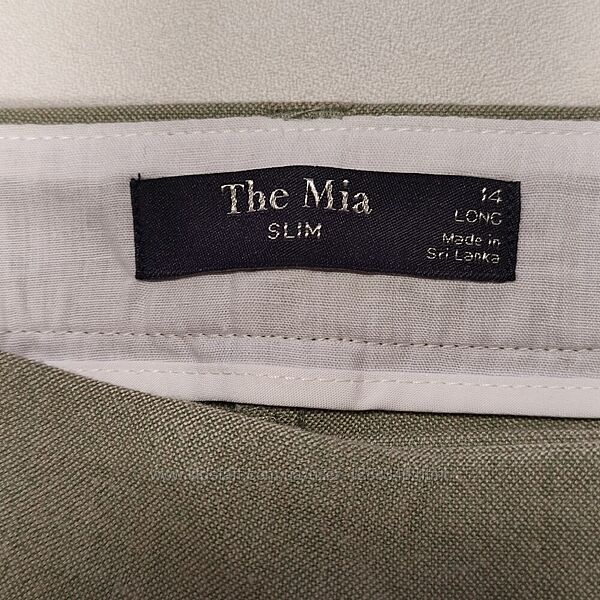 The Mia
SLIM
14
LONG
Made in
Sri Lanka